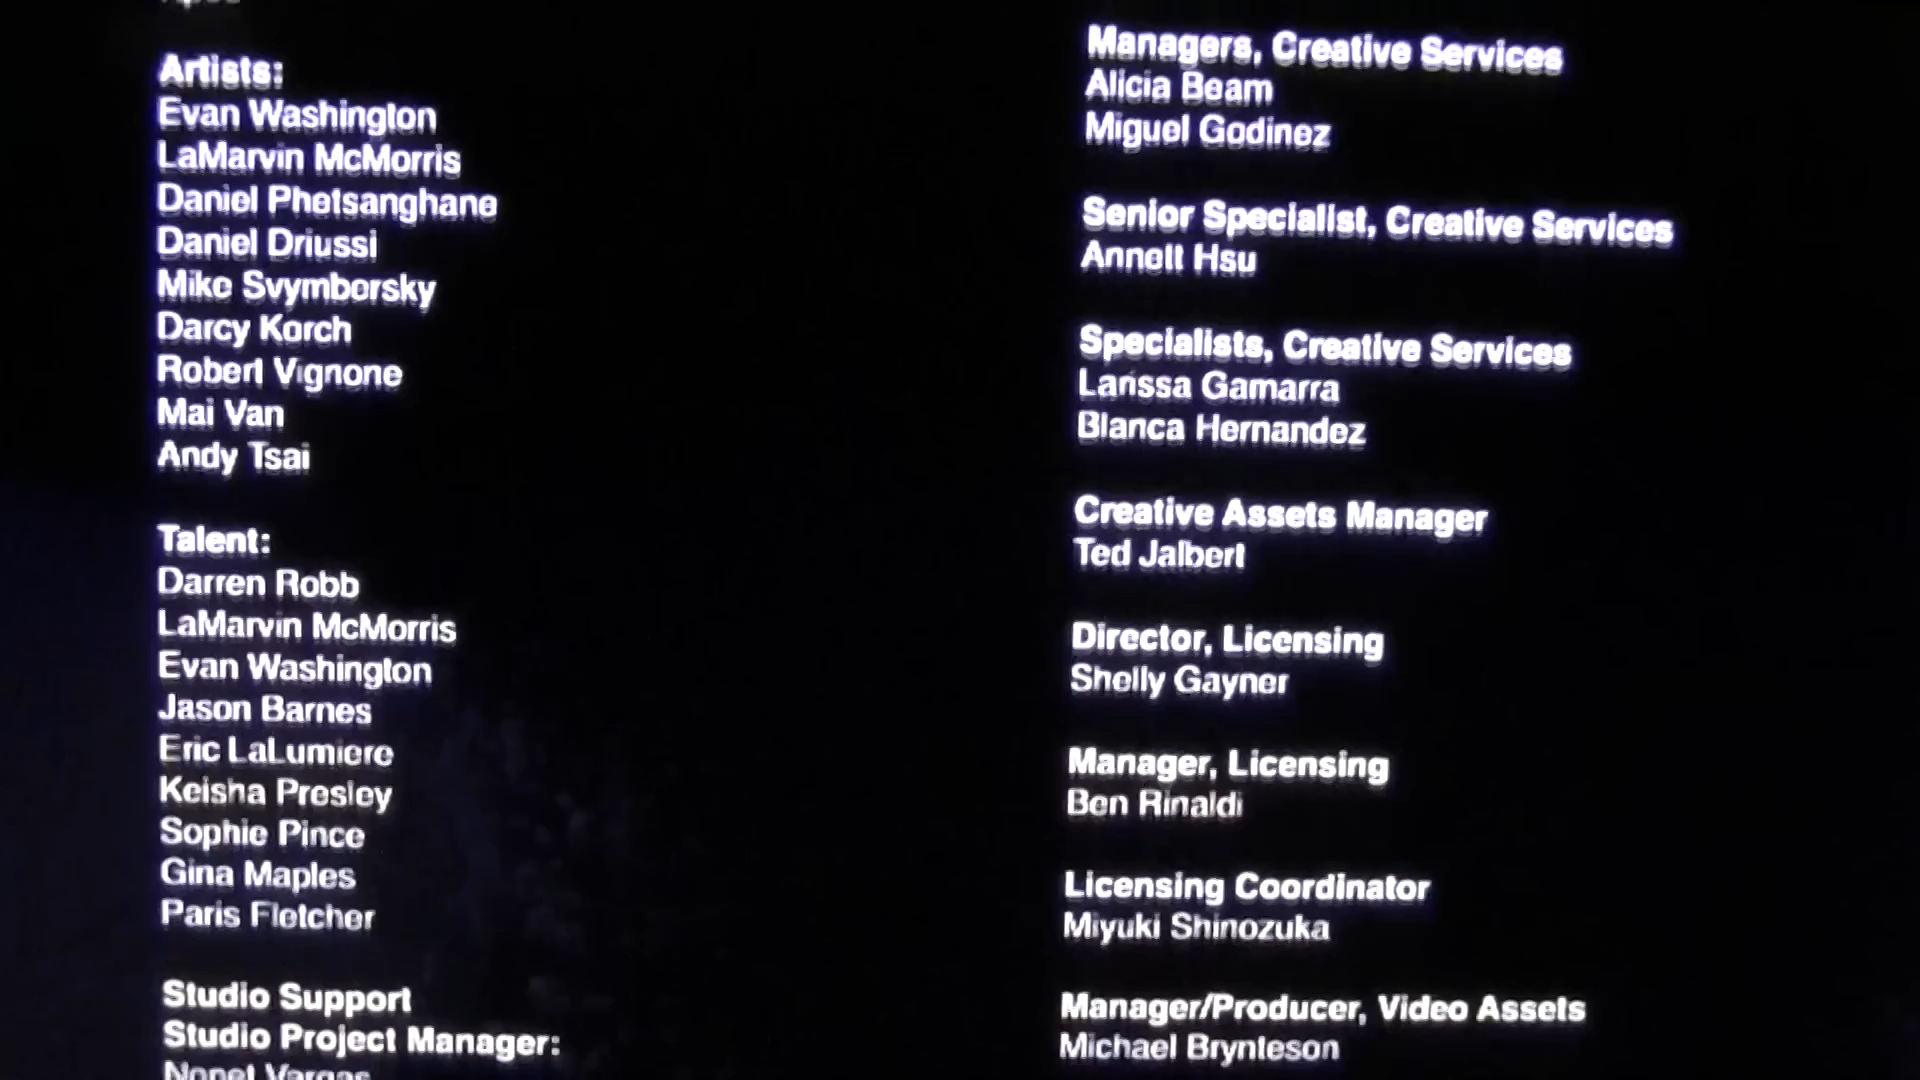 Artists:
Evan Washington
LaMarvin McMorris
Daniel Phetsanghane
Daniel Driussi
Mike Svymborsky
Darcy Korch
Robert Vignone
Mai Van
Andy Tsai
Talent:
Darren Robb
LaMarvin McMorris
Evan Washington
Jason Barnes
Eric LaLumiere
Keisha Presley
Sophie Pince
Gina Maples
Paris Fletcher
Studio Support
Studio Project Manager:
Vargas
Managers, Creative Services
Alicia Beam
Miguel Godinez
Senior Specialist, Creative Services
Annett Hsu
Specialists, Creative Services
Larissa Gamarra
Blanca Hernandez
Creative Assets Manager
Ted Jalbert
Director, Licensing
Shelly Gayner
Manager, Licensing
Ben Rinaldi
Licensing Coordinator
Miyuki Shinozuka
Manager/Producer, Video Assets
Michael Brynteson